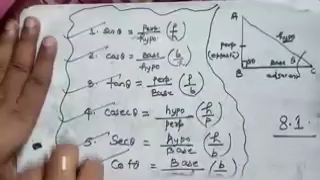 1. sinθ = perp/hypo (p/h)
2. cosθ = Base/hypo (b/h)
3. tanθ = perp/Base (p/b)
4. cosecθ = hypo/perp (h/p)
5. Secθ = hypo/Base (h/b)
Cotθ = Base (b
A
hypo
perp
(opposite)
90
Base
θ
B
C
adjacent
8.1